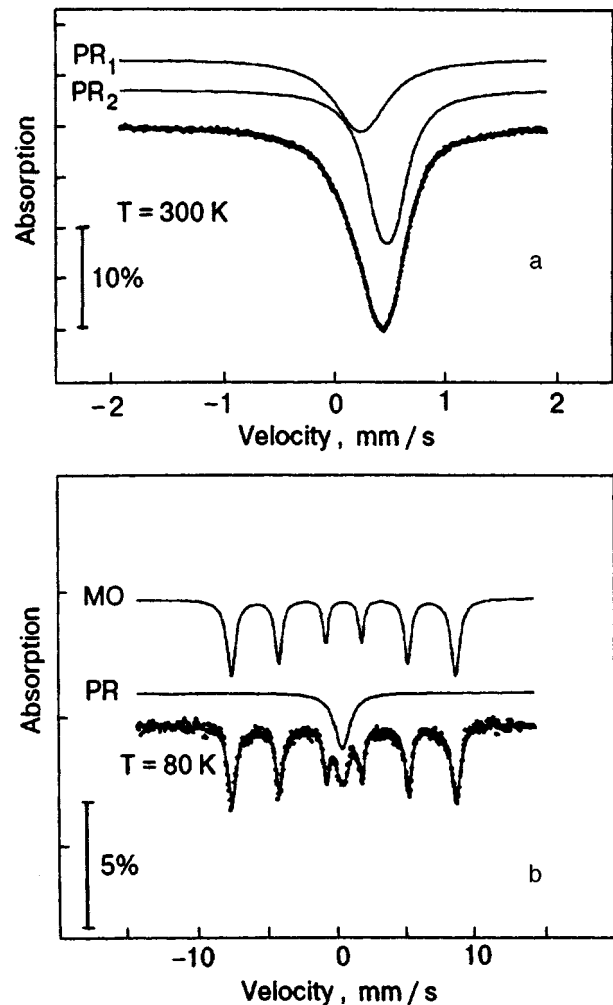 PR1
PR2
Absorption
T = 300 K
10%
a
−2 −1 0 1 2
Velocity, mm / s
MO
PR
Absorption
T = 80 K
5%
b
−10 0 10
Velocity, mm / s